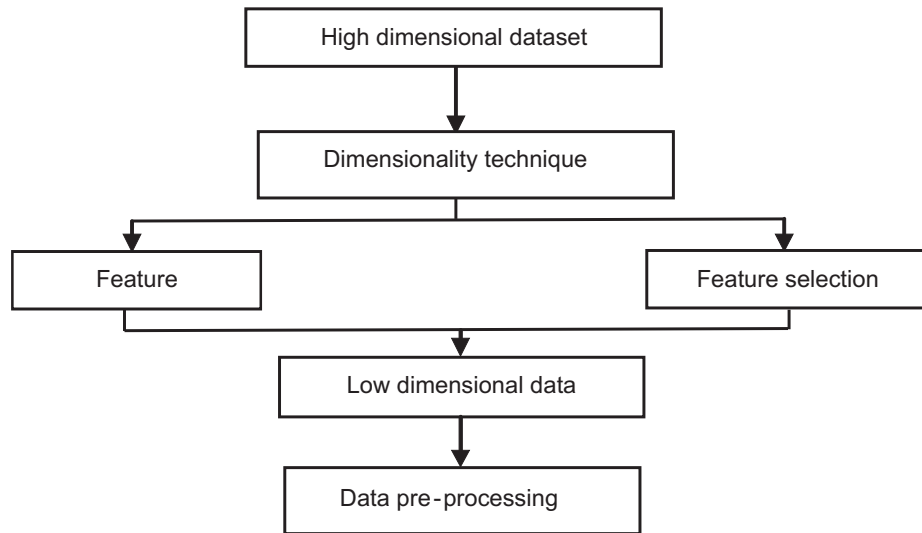 High dimensional dataset
Dimensionality technique
Feature
Feature selection
Low dimensional data
Data pre-processing